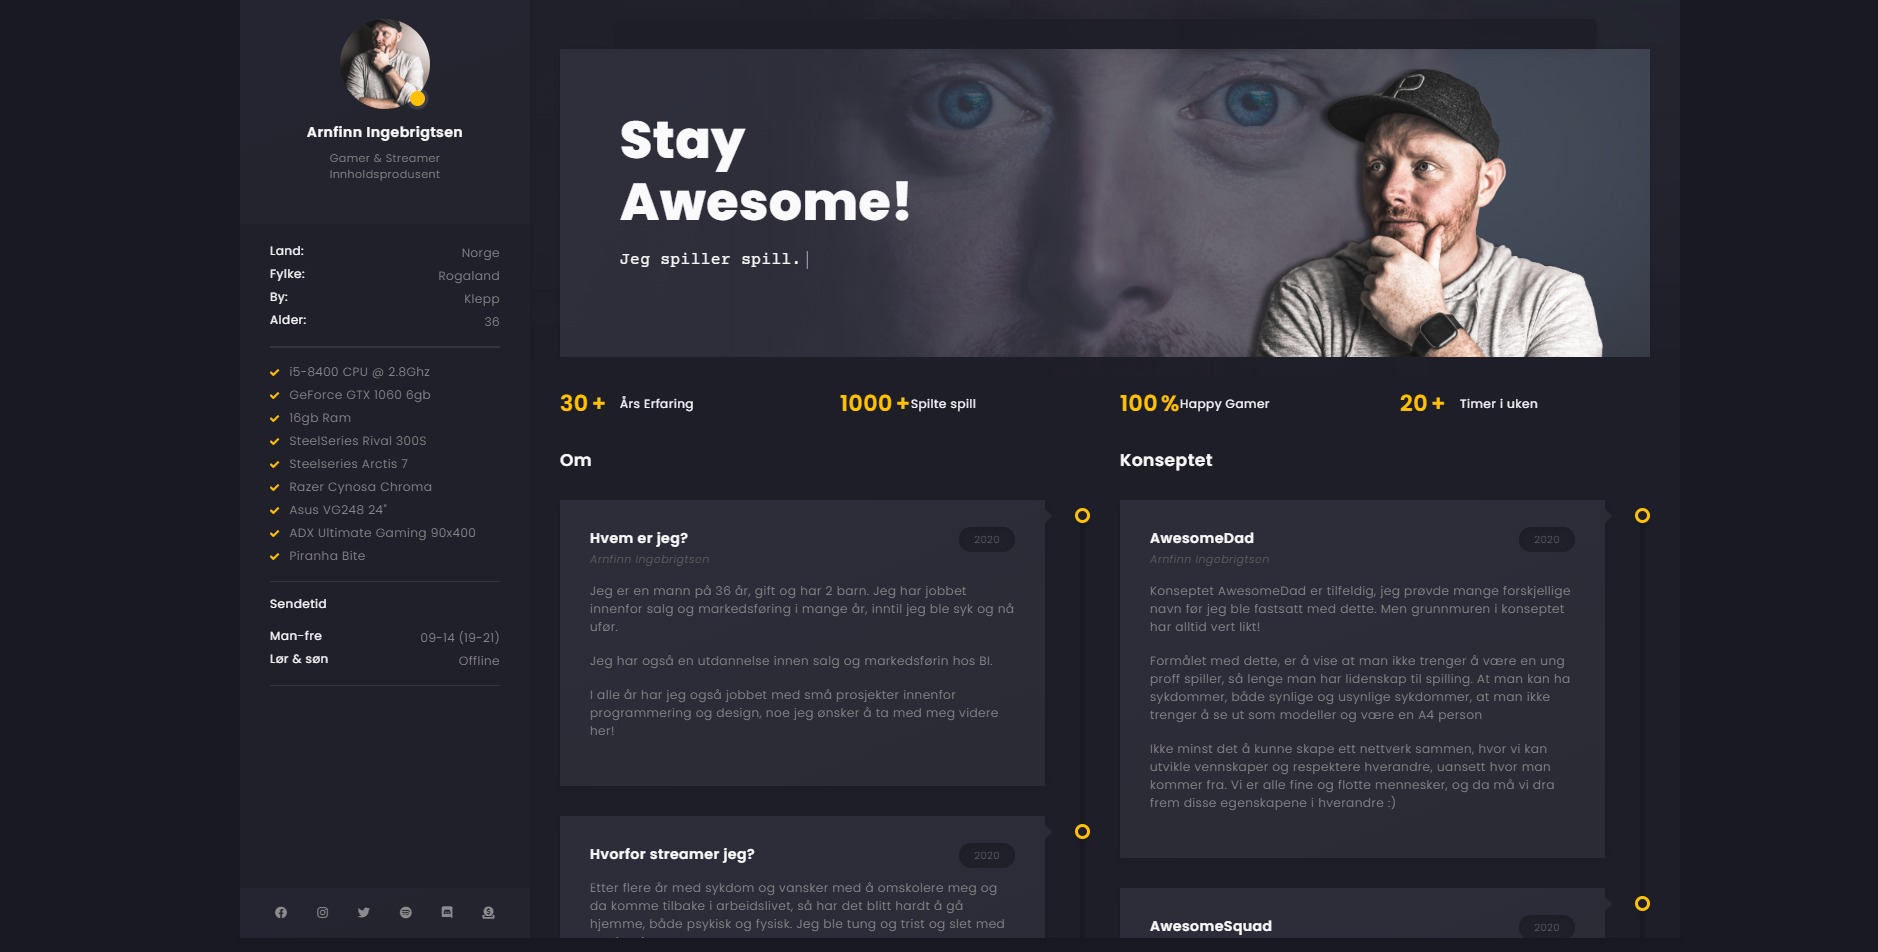 Arnfinn Ingebrigtsen
Gamer & Streamer
Innholdsprodusent
Land: Norge
Fylke: Rogaland
By: Klepp
Alder: 36
i5-8400 CPU @ 2.8Ghz
GeForce GTX 1060 6gb
16gb Ram
SteelSeries Rival 300S
Steelseries Arctis 7
Razer Cynosa Chroma
Asus VG248 24"
ADX Ultimate Gaming 90x400
Piranha Bite
Sendetid
Man-fre 09-14 (19-21)
Lør & søn Offline
Stay
Awesome!
Jeg spiller spill.
30 + Års Erfaring
1000 + Spilte spill
100 % Happy Gamer
20 + Timer i uken
Om
Hvem er jeg? 2020
Arnfinn Ingebrigtsen
Jeg er en mann på 36 år, gift og har 2 barn. Jeg har jobbet
innenfor salg og markedsføring i mange år, inntil jeg ble syk og nå
ufør.
Jeg har også en utdannelse innen salg og markedsførin hos BI.
I alle år har jeg også jobbet med små prosjekter innenfor
programmering og design, noe jeg ønsker å ta med meg videre
her!
Hvorfor streamer jeg? 2020
Etter flere år med sykdom og vansker med å omskolere meg og
da komme tilbake i arbeidslivet, så har det blitt hardt å gå
hjemme, både psykisk og fysisk. Jeg ble tung og trist og slet med
Konseptet
AwesomeDad 2020
Arnfinn Ingebrigtsen
Konseptet AwesomeDad er tilfeldig, jeg prøvde mange forskjellige
navn før jeg ble fastsatt med dette. Men grunnmuren i konseptet
har alltid vert likt!
Formålet med dette, er å vise at man ikke trenger å være en ung
proff spiller, så lenge man har lidenskap til spilling. At man kan ha
sykdommer, både synlige og usynlige sykdommer, at man ikke
trenger å se ut som modeller og være en A4 person
Ikke minst det å kunne skape ett nettverk sammen, hvor vi kan
utvikle vennskaper og respektere hverandre, uansett hvor man
kommer fra. Vi er alle fine og flotte mennesker, og da må vi dra
frem disse egenskapene i hverandre :)
AwesomeSquad 2020